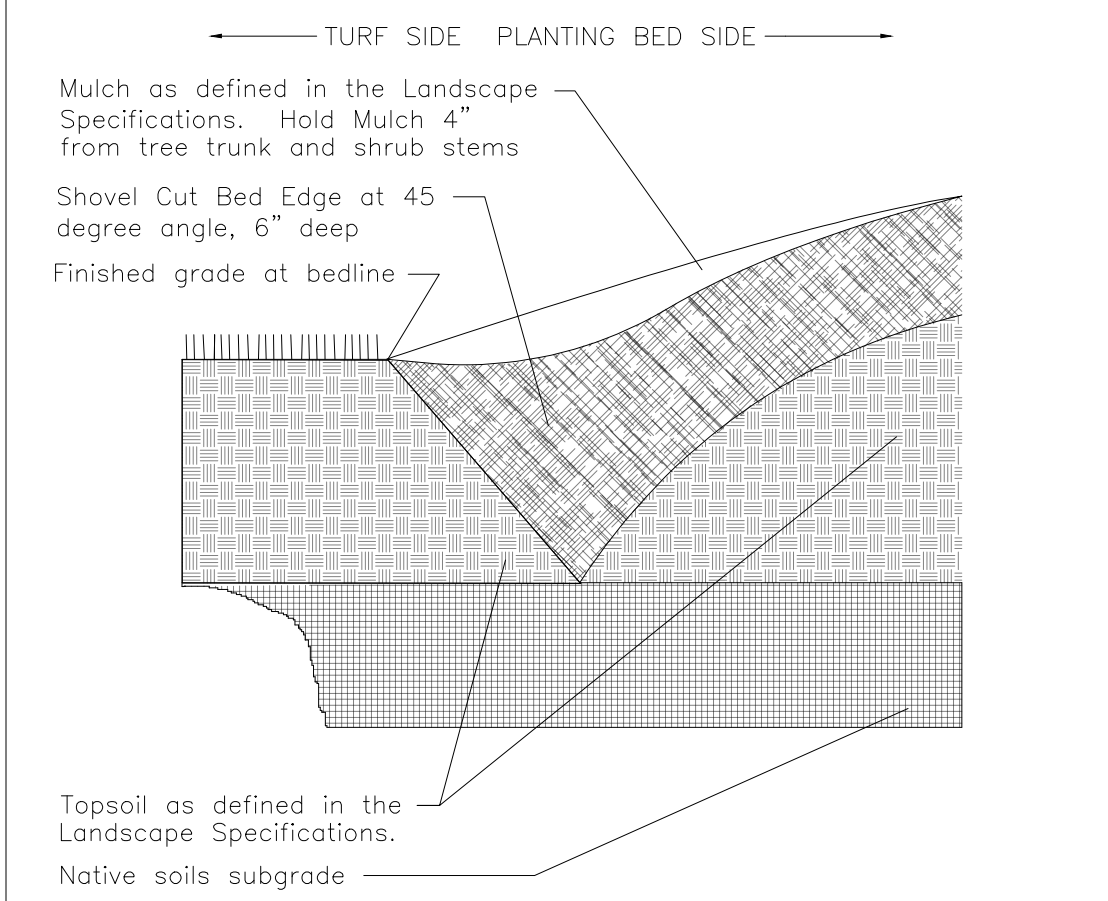 TURF SIDE PLANTING BED SIDE
Mulch as defined in the Landscape
Specifications. Hold Mulch 4”
from tree trunk and shrub stems
Shovel Cut Bed Edge at 45
degree angle, 6” deep
Finished grade at bedline
Topsoil as defined in the
Landscape Specifications.
Native soils subgrade